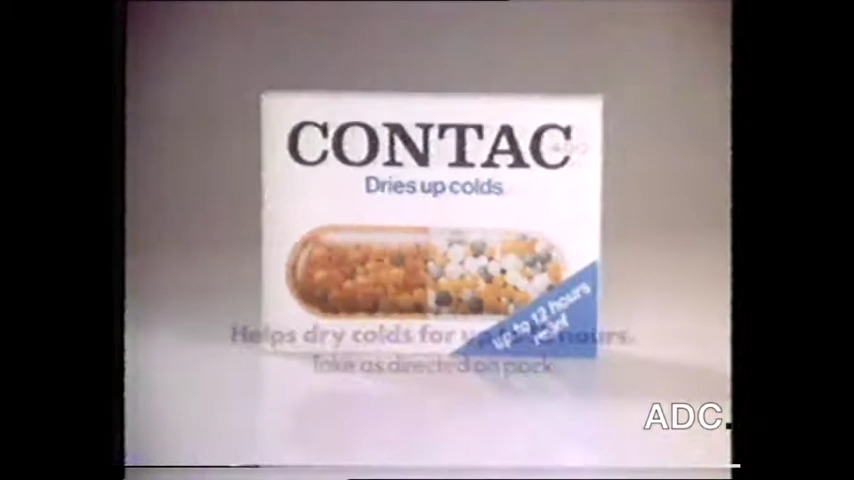 CONTAC 400
Dries up colds
up to 12 hours
relief
Helps dry colds for up to 12 hours.
Take as directed on pack
ADC.